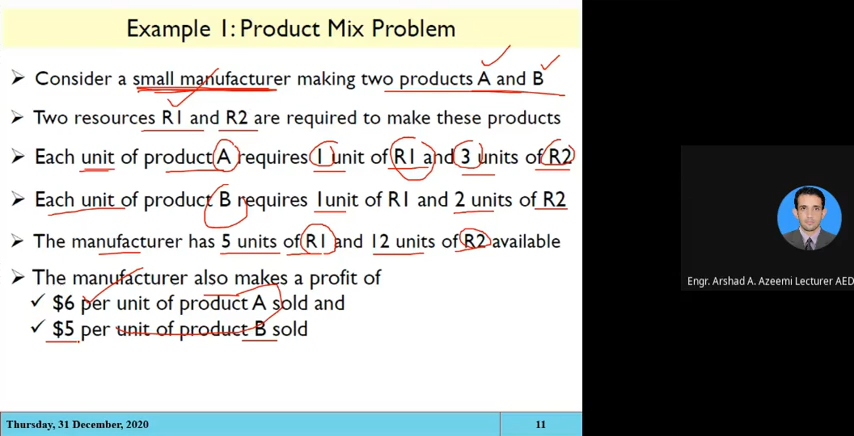 Example 1: Product Mix Problem
➢ Consider a small manufacturer making two products A and B
➢ Two resources R1 and R2 are required to make these products
➢ Each unit of product A requires 1 unit of R1 and 3 units of R2
➢ Each unit of product B requires 1unit of R1 and 2 units of R2
➢ The manufacturer has 5 units of R1 and 12 units of R2 available
➢ The manufacturer also makes a profit of
✓ $6 per unit of product A sold and
✓ $5 per unit of product B sold
Thursday, 31 December, 2020
11
Engr. Arshad A. Azeemi Lecturer AED